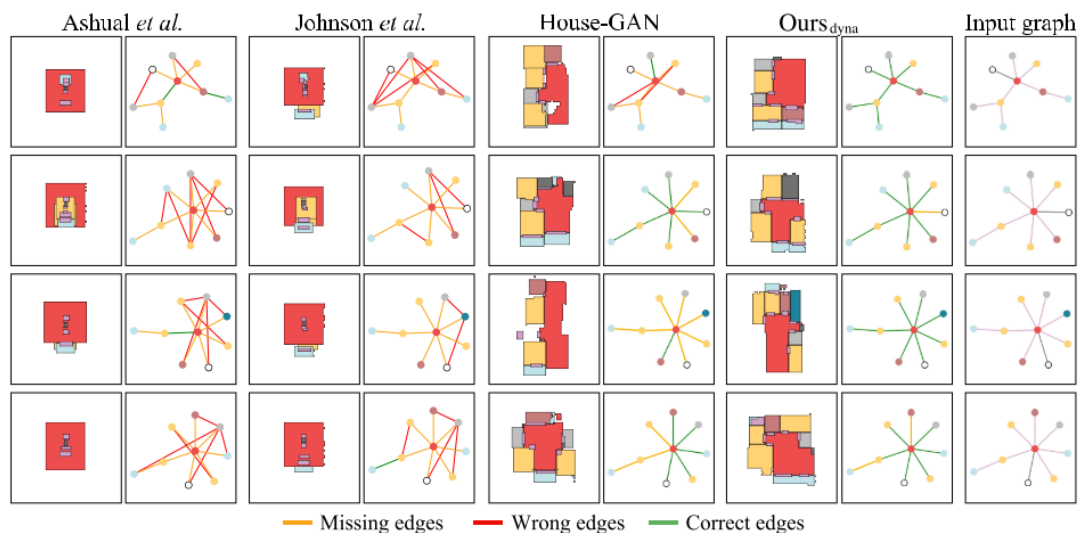 Ashual et al. Johnson et al. House-GAN Ours dyna Input graph
Missing edges Wrong edges Correct edges